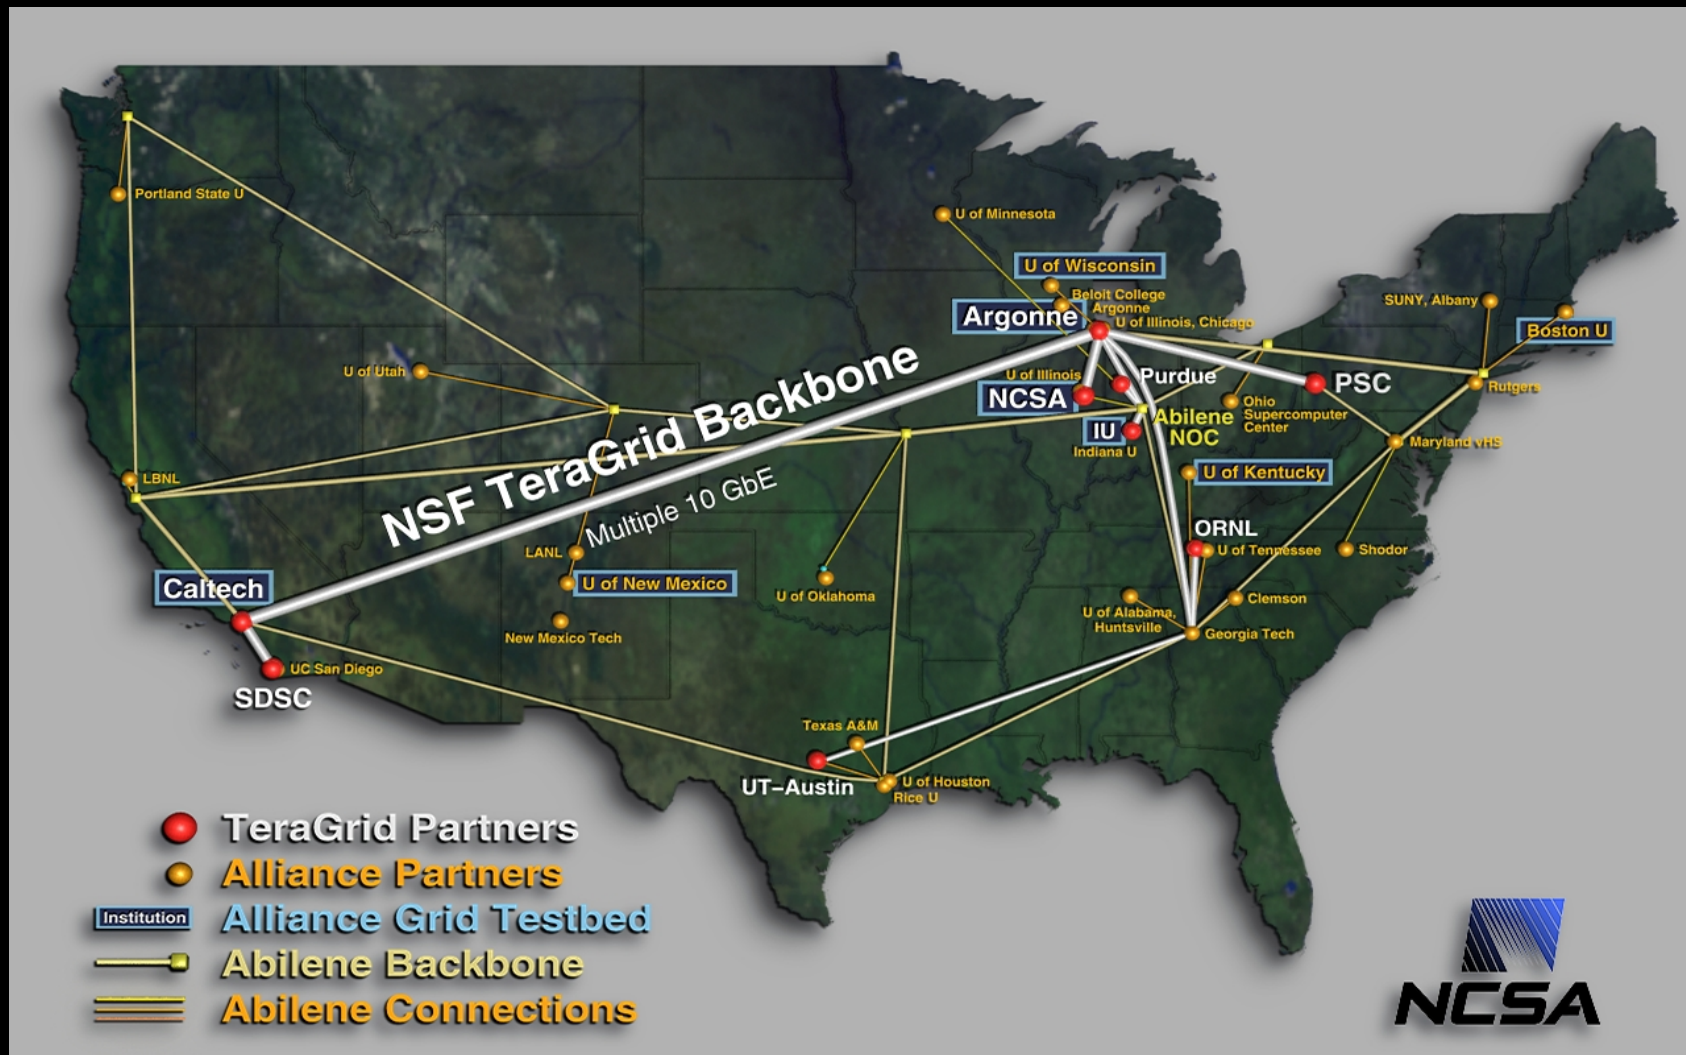 Portland State U
U of Minnesota
U of Wisconsin
Beloit College
Argonne
Argonne
U of Illinois, Chicago
SUNY, Albany
Boston U
U of Utah
NSF TeraGrid Backbone
Multiple 10 GbE
U of Illinois
NCSA
Purdue
PSC
Rutgers
Ohio
Supercomputer
Center
Abilene
NOC
IU
Indiana U
Maryland vHS
LBNL
U of Kentucky
ORNL
U of Tennessee
Shodor
LANL
U of New Mexico
New Mexico Tech
U of Oklahoma
U of Alabama,
Huntsville
Clemson
Georgia Tech
Caltech
UC San Diego
SDSC
Texas A&M
UT-Austin
U of Houston
Rice U
TeraGrid Partners
Alliance Partners
Institution
Alliance Grid Testbed
Abilene Backbone
Abilene Connections
NCSA